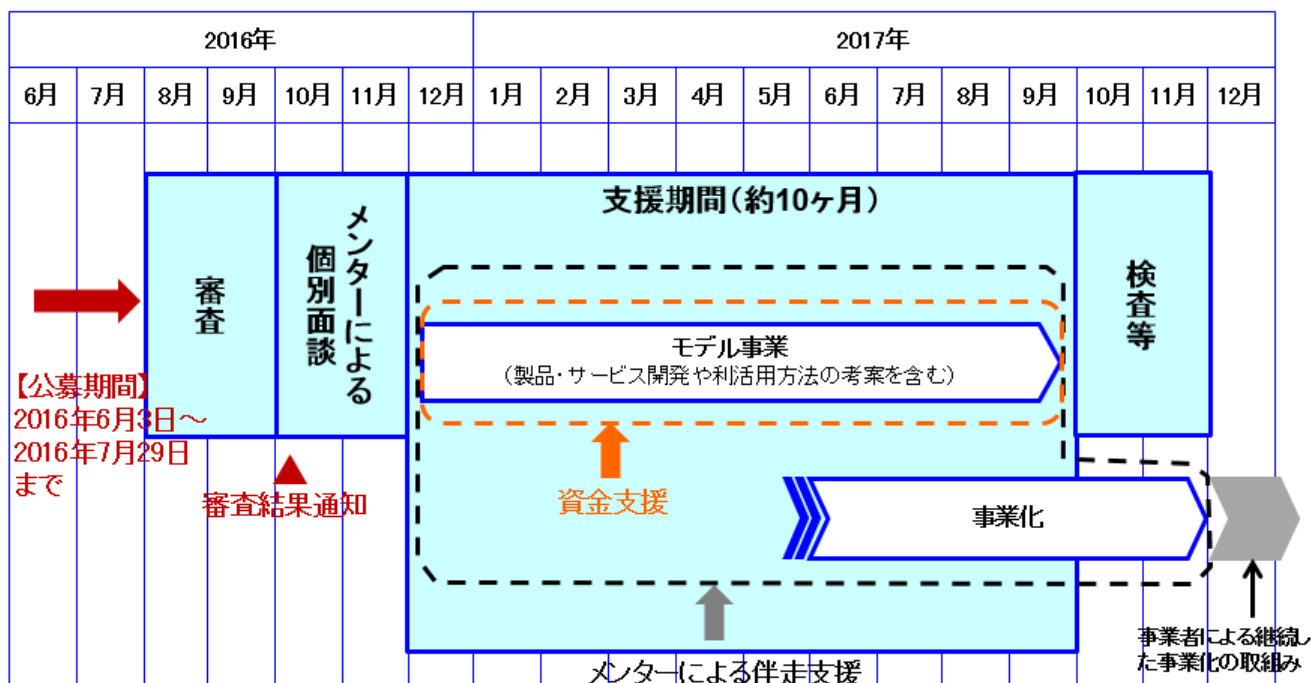 2016年
2017年
6月
7月
8月
9月
10月
11月
12月
1月
2月
3月
4月
5月
6月
7月
8月
9月
10月
11月
12月
審査
メンターによる
個別面談
支援期間(約10ヶ月)
モデル事業
(製品・サービス開発や利活用方法の考案を含む)
検査等
【公募期間】
2016年6月3日～
2016年7月29日
まで
審査結果通知
資金支援
事業化
メンターによる伴走支援
事業者による継続し
た事業化の取組み